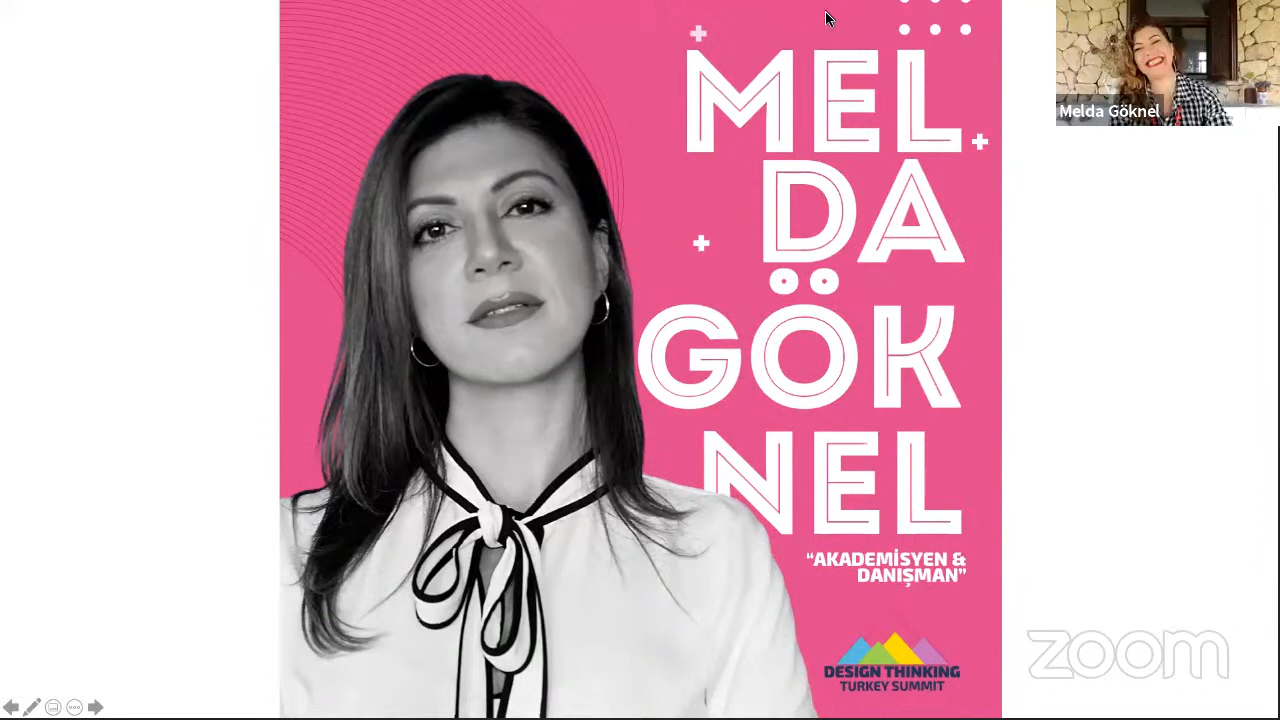 MEL
DA
GÖK
NEL
“AKADEMİSYEN &
DANIŞMAN”
DESIGN THINKING
TURKEY SUMMIT
Melda Göknel
zoom